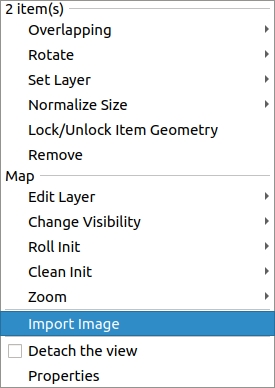 2 item(s)
Overlapping
Rotate
Set Layer
Normalize Size
Lock/Unlock Item Geometry
Remove
Map
Edit Layer
Change Visibility
Roll Init
Clean Init
Zoom
Import Image
Detach the view
Properties